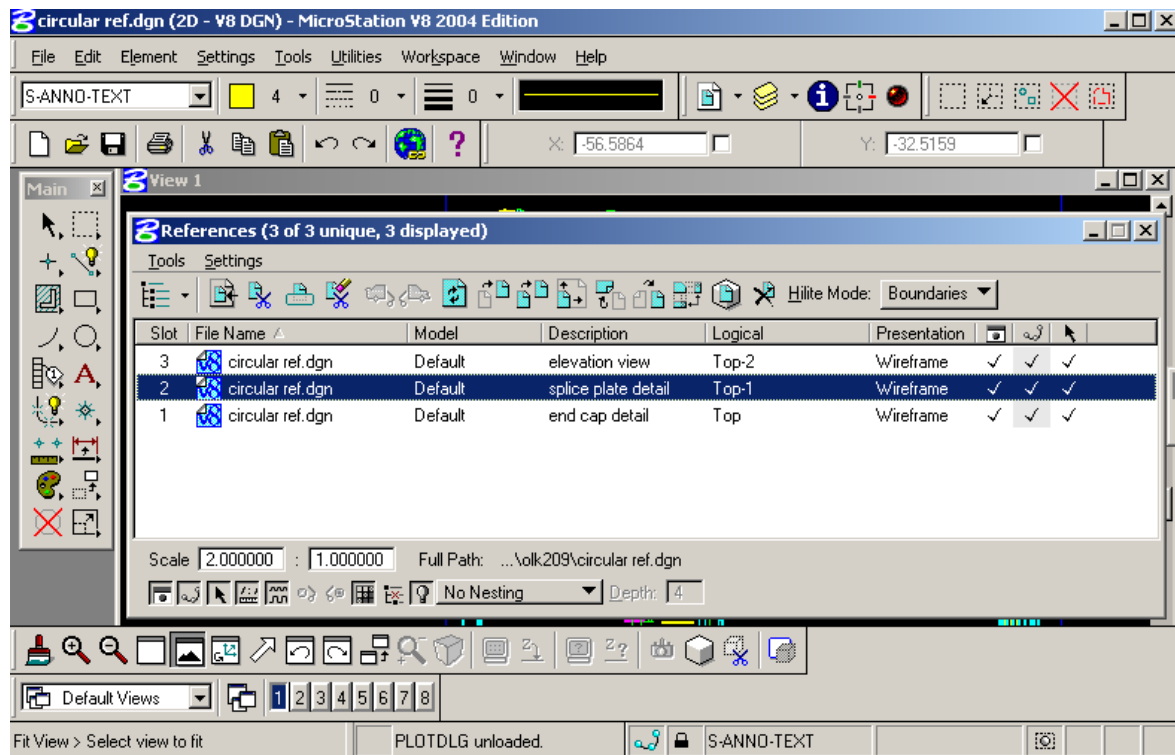 circular ref.dgn (2D - V8 DGN) - MicroStation V8 2004 Edition
File Edit Element Settings Tools Utilities Workspace Window Help
S-ANNO-TEXT 4 0 0
X: -56.5864 Y: -32.5159
Main
View 1
References (3 of 3 unique, 3 displayed)
Tools Settings
Hilite Mode: Boundaries
Slot File Name Model Description Logical Presentation
3 circular ref.dgn Default elevation view Top-2 Wireframe
2 circular ref.dgn Default splice plate detail Top-1 Wireframe
1 circular ref.dgn Default end cap detail Top Wireframe
Scale 2.000000 : 1.000000 Full Path: ...\olk209\circular ref.dgn
No Nesting Depth: 4
Default Views 1 2 3 4 5 6 7 8
Fit View > Select view to fit PLOTDLG unloaded. S-ANNO-TEXT